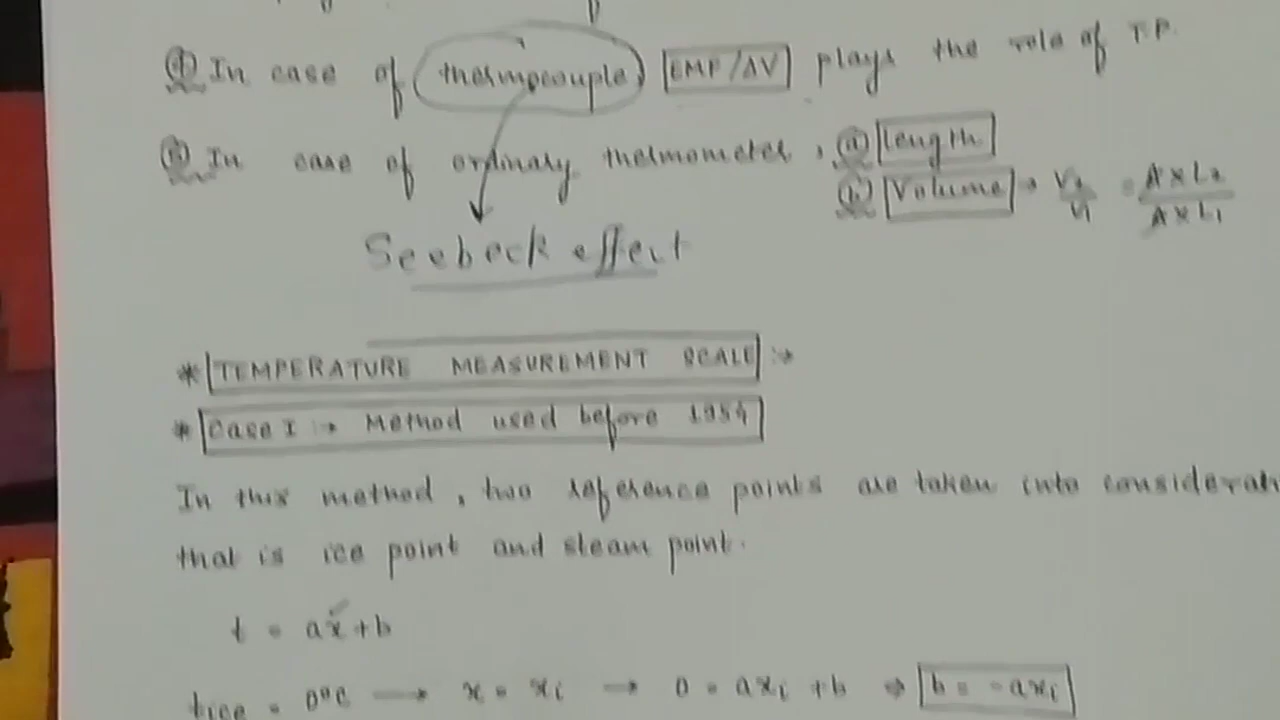 ④ In case of thermocouple, EMF/ΔV plays the role of T.P.
⑤ In case of ordinary thermometer, ⓐ Length
ⓑ Volume → V₂/V₁ = A×L₂/A×L₁
Seebeck effect
* TEMPERATURE MEASUREMENT SCALE :→
* Case I :→ Method used before 1954
In this method, two reference points are taken into considerati
that is ice point and steam point.
t = ax+b
tice = 0°C → x = xi → 0 = axi + b ⇒ b = -axi